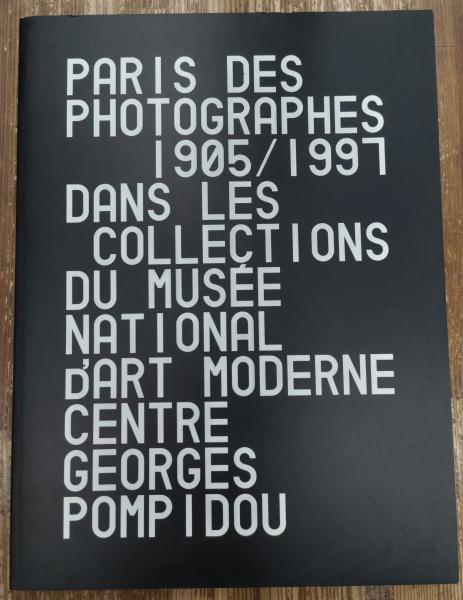 PARIS DES
PHOTOGRAPHES
1905/1997
DANS LES
COLLECTIONS
DU MUSÉE
NATIONAL
D'ART MODERNE
CENTRE
GEORGES
POMPIDOU